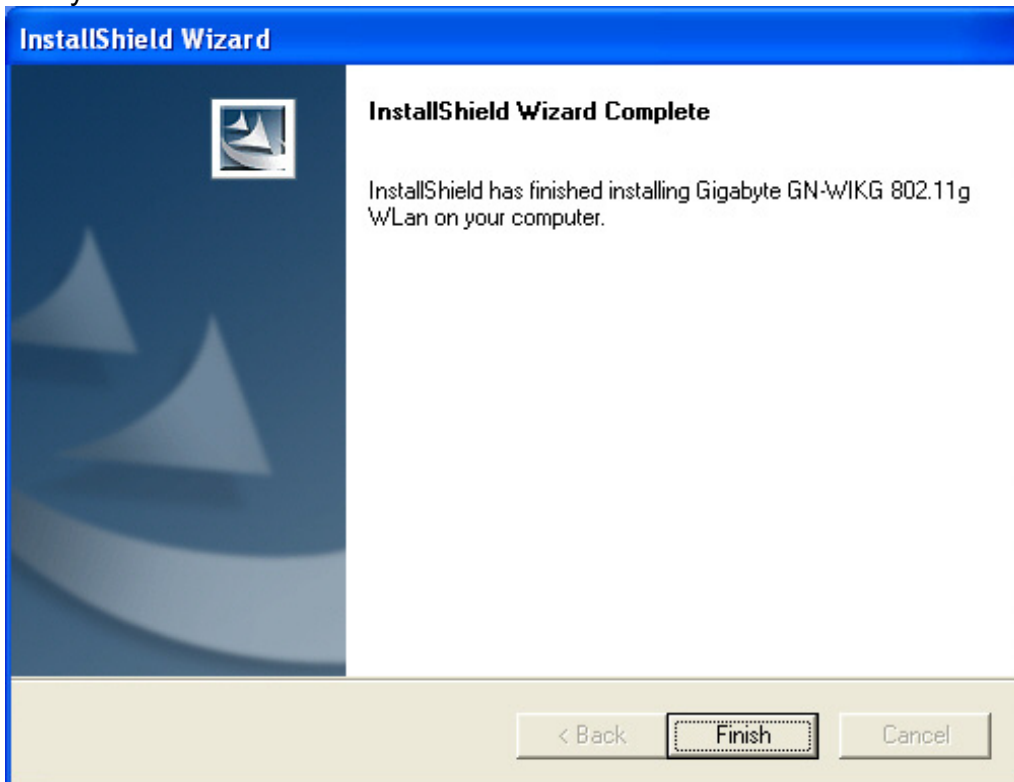 InstallShield Wizard
InstallShield Wizard Complete
InstallShield has finished installing Gigabyte GN-WIKG 802.11g
WLan on your computer.
< Back
Finish
Cancel